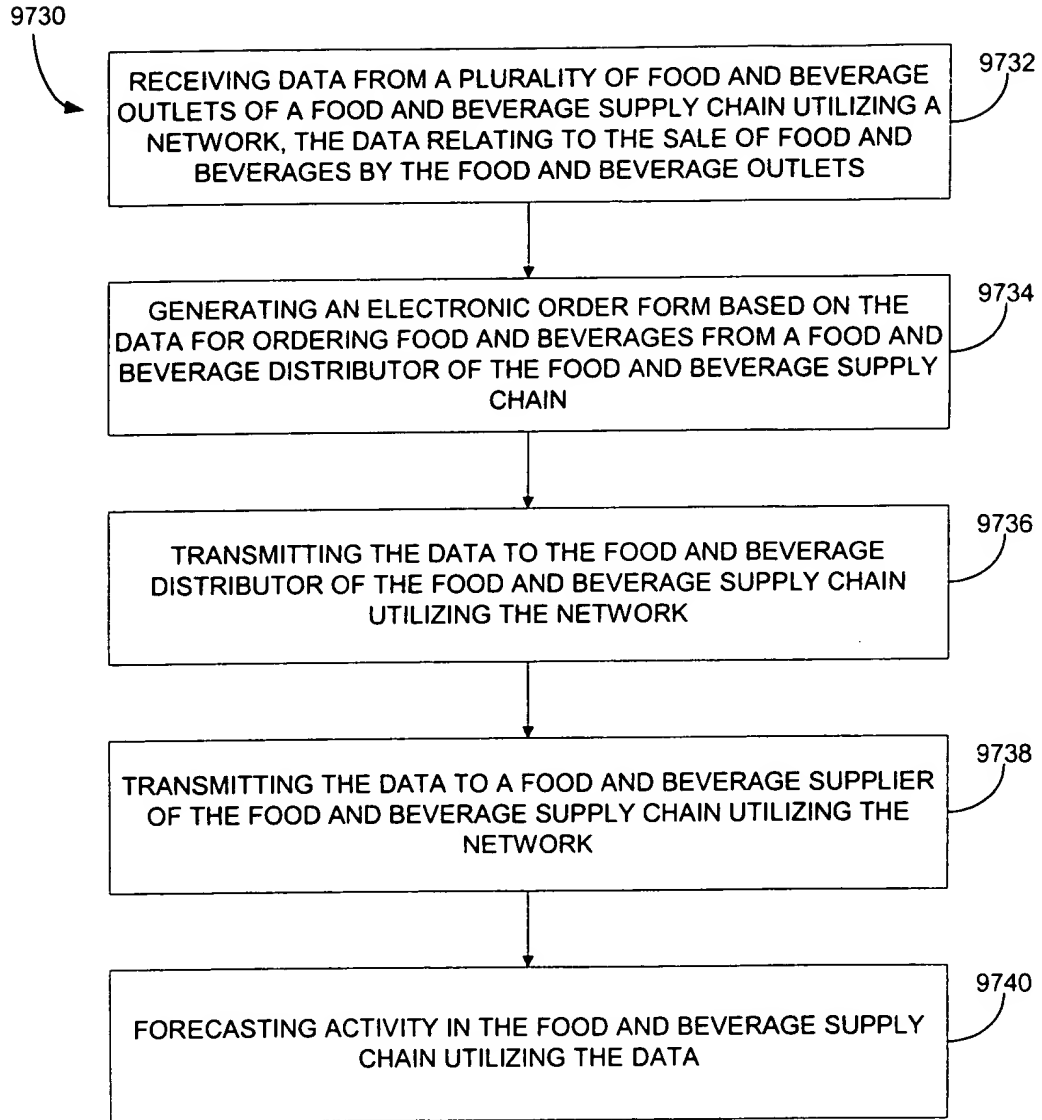 9730
RECEIVING DATA FROM A PLURALITY OF FOOD AND BEVERAGE
OUTLETS OF A FOOD AND BEVERAGE SUPPLY CHAIN UTILIZING A
NETWORK, THE DATA RELATING TO THE SALE OF FOOD AND
BEVERAGES BY THE FOOD AND BEVERAGE OUTLETS
9732
GENERATING AN ELECTRONIC ORDER FORM BASED ON THE
DATA FOR ORDERING FOOD AND BEVERAGES FROM A FOOD AND
BEVERAGE DISTRIBUTOR OF THE FOOD AND BEVERAGE SUPPLY
CHAIN
9734
TRANSMITTING THE DATA TO THE FOOD AND BEVERAGE
DISTRIBUTOR OF THE FOOD AND BEVERAGE SUPPLY CHAIN
UTILIZING THE NETWORK
9736
TRANSMITTING THE DATA TO A FOOD AND BEVERAGE SUPPLIER
OF THE FOOD AND BEVERAGE SUPPLY CHAIN UTILIZING THE
NETWORK
9738
FORECASTING ACTIVITY IN THE FOOD AND BEVERAGE SUPPLY
CHAIN UTILIZING THE DATA
9740